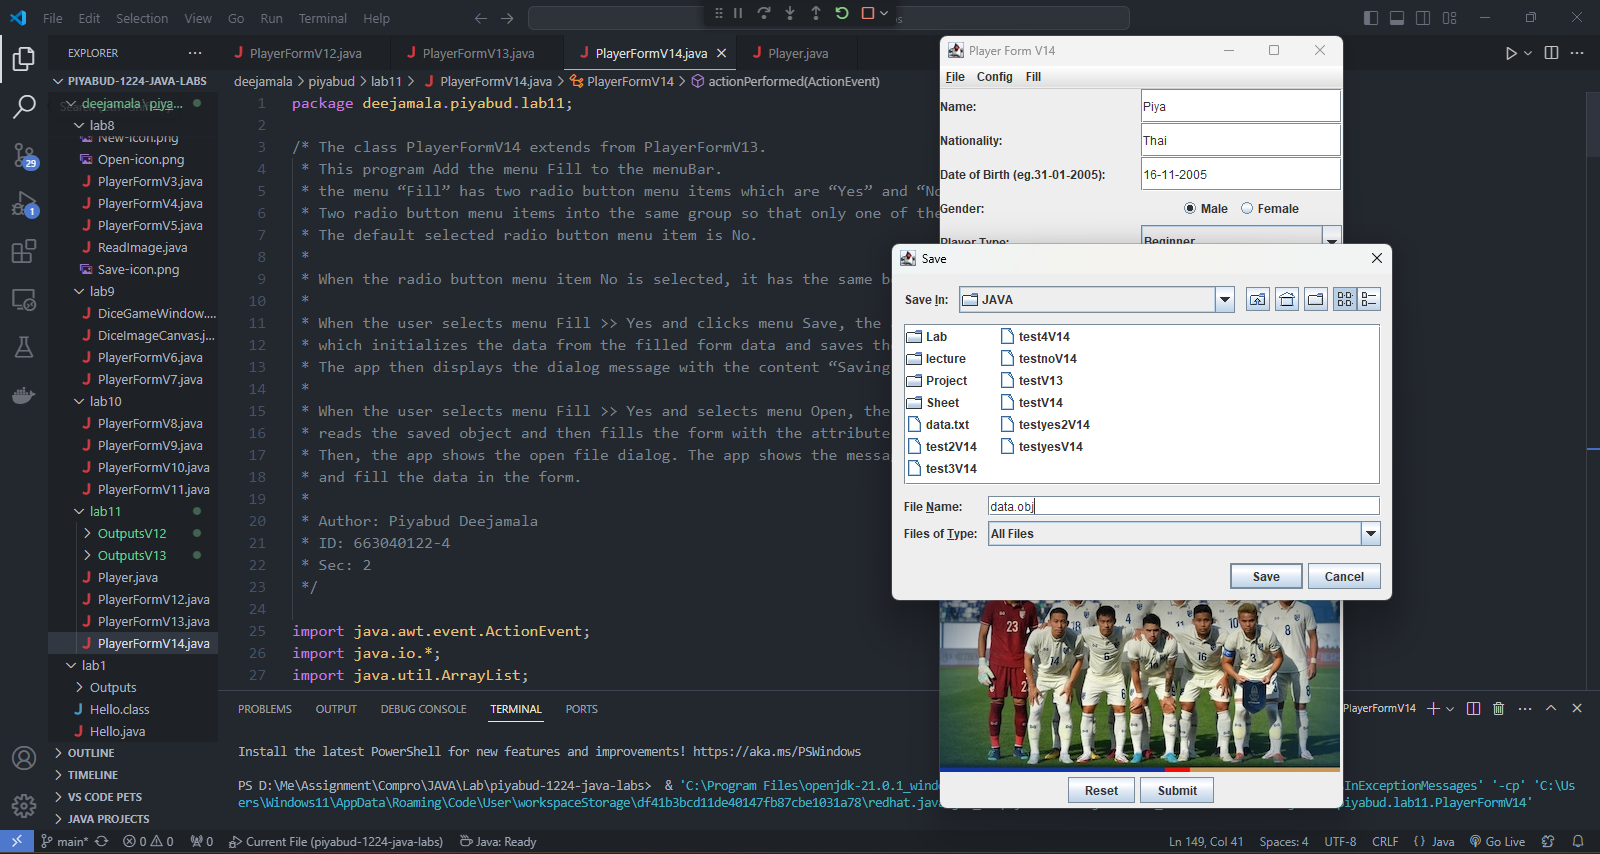 File Edit Selection View Go Run Terminal Help
EXPLORER
PIYABUD-1224-JAVA-LABS
deejamala \ piya...
lab8
New-icon.png
Open-icon.png
PlayerFormV3.java
PlayerFormV4.java
PlayerFormV5.java
ReadImage.java
Save-icon.png
lab9
DiceGameWindow....
DiceImageCanvas.j...
PlayerFormV6.java
PlayerFormV7.java
lab10
PlayerFormV8.java
PlayerFormV9.java
PlayerFormV10.java
PlayerFormV11.java
lab11
OutputsV12
OutputsV13
Player.java
PlayerFormV12.java
PlayerFormV13.java
PlayerFormV14.java
lab1
Outputs
Hello.class
Hello.java
OUTLINE
TIMELINE
VS CODE PETS
JAVA PROJECTS
29
1
PlayerFormV12.java PlayerFormV13.java PlayerFormV14.java Player.java
deejamala > piyabud > lab11 > PlayerFormV14.java > PlayerFormV14 > actionPerformed(ActionEvent)
1 package deejamala.piyabud.lab11;
2
3 /* The class PlayerFormV14 extends from PlayerFormV13.
4 * This program Add the menu Fill to the menuBar.
5 * the menu “Fill” has two radio button menu items which are “Yes” and “No
6 * Two radio button menu items into the same group so that only one of the
7 * The default selected radio button menu item is No.
8 *
9 * When the radio button menu item No is selected, it has the same b
10 *
11 * When the user selects menu Fill >> Yes and clicks menu Save, the
12 * which initializes the data from the filled form data and saves the
13 * The app then displays the dialog message with the content “Saving
14 *
15 * When the user selects menu Fill >> Yes and selects menu Open, the
16 * reads the saved object and then fills the form with the attribute
17 * Then, the app shows the open file dialog. The app shows the messa
18 * and fill the data in the form.
19 *
20 * Author: Piyabud Deejamala
21 * ID: 663040122-4
22 * Sec: 2
23 */
24
25 import java.awt.event.ActionEvent;
26 import java.io.*;
27 import java.util.ArrayList;
PROBLEMS OUTPUT DEBUG CONSOLE TERMINAL PORTS
PlayerFormV14
Install the latest PowerShell for new features and improvements! https://aka.ms/PSWindows
PS D:\Me\Assignment\Compro\JAVA\Lab\piyabud-1224-java-labs> & 'C:\Program Files\openjdk-21.0.1_wind InExceptionMessages' '-cp' 'C:\Us
ers\Windows11\AppData\Roaming\Code\User\workspaceStorage\df41b3bcd11de40147fb87cbe1031a78\redhat.jav iyabud.lab11.PlayerFormV14'
Player Form V14
File Config Fill
Name: Piya
Nationality: Thai
Date of Birth (eg.31-01-2005): 16-11-2005
Gender: Male Female
Player Type: Beginner
Save
Save In: JAVA
Lab
lecture
Project
Sheet
data.txt
test2V14
test3V14
test4V14
testnoV14
testV13
testV14
testyes2V14
testyesV14
File Name: data.obj
Files of Type: All Files
Save Cancel
23
Reset Submit
main* 0 0 0 Current File (piyabud-1224-java-labs) Java: Ready
Ln 149, Col 41 Spaces: 4 UTF-8 CRLF {} Java Go Live